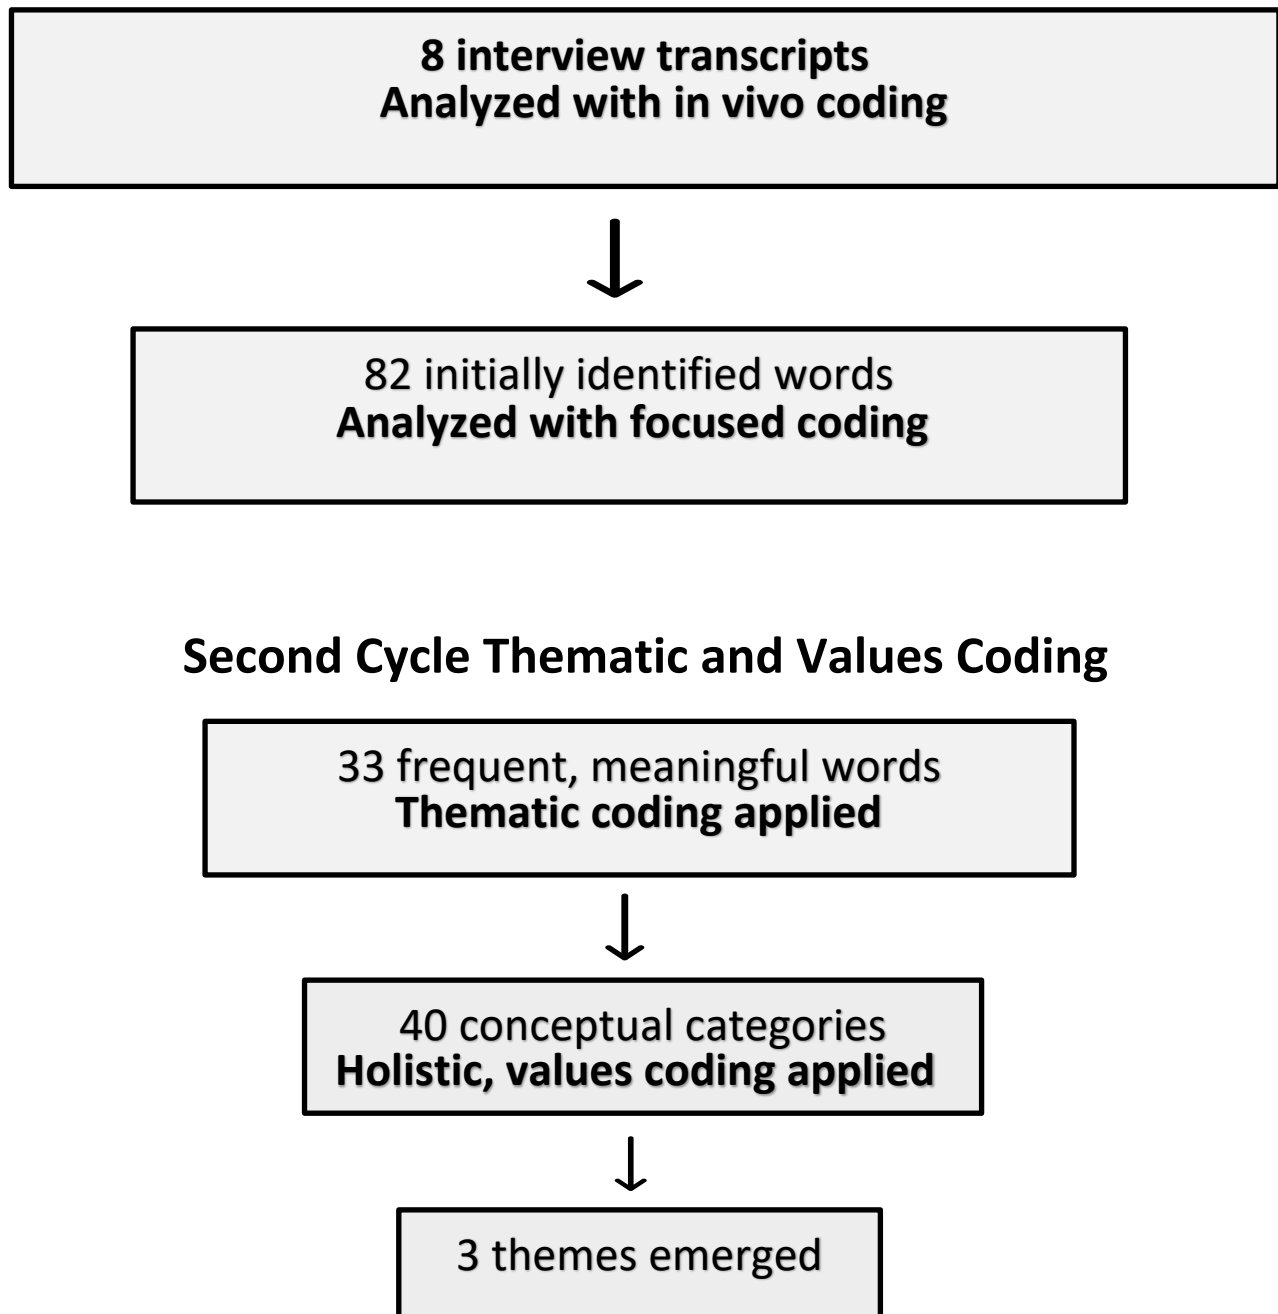 8 interview transcripts
Analyzed with in vivo coding
82 initially identified words
Analyzed with focused coding
Second Cycle Thematic and Values Coding
33 frequent, meaningful words
Thematic coding applied
40 conceptual categories
Holistic, values coding applied
3 themes emerged